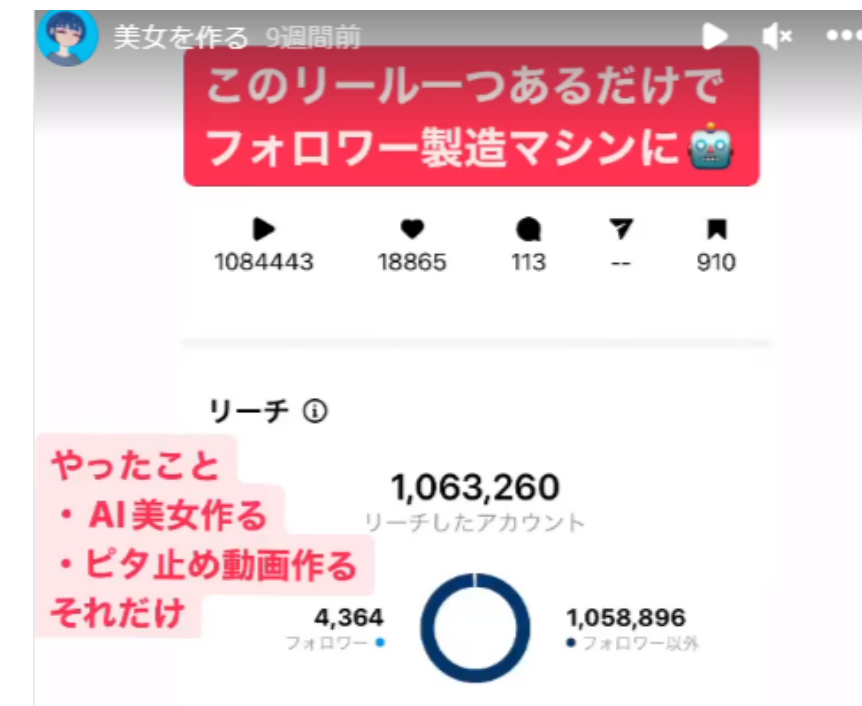 美女を作る 9週間前
このリール一つあるだけで
フォロワー製造マシンに🤖
1084443 18865 113 -- 910
リーチ
やったこと
・AI美女作る
・ピタ止め動画作る
それだけ
1,063,260
リーチしたアカウント
4,364
フォロワー
1,058,896
フォロワー以外